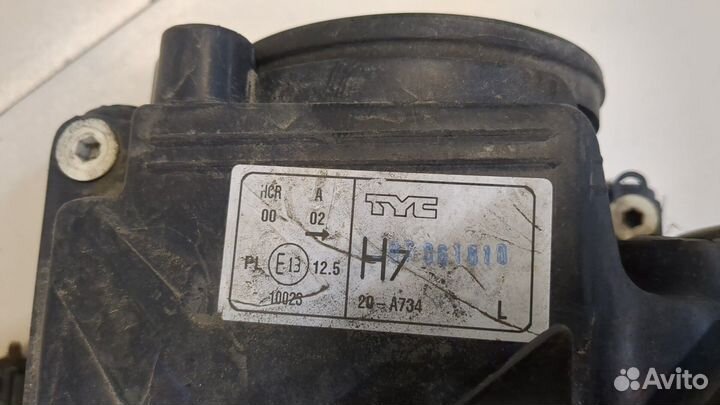 HCR A
00 02
→
PL E13 12.5
10023
TYC
H7
20-A734
L
Avito